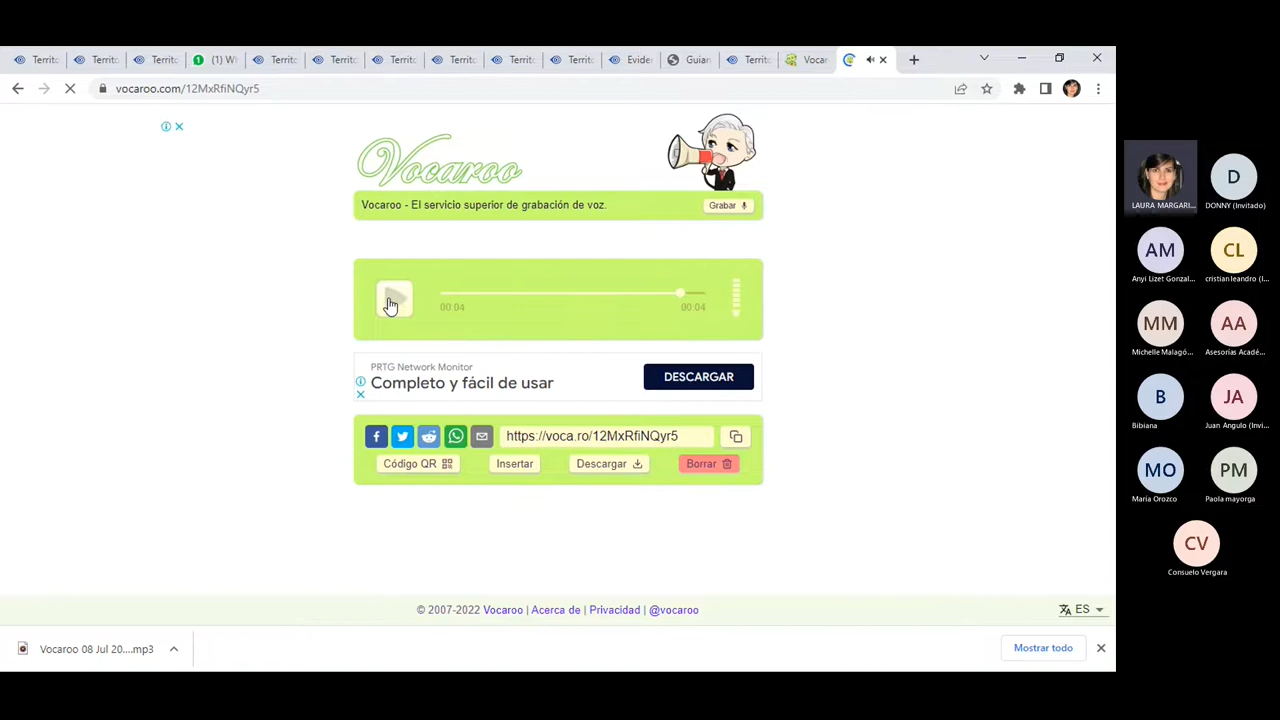 Territo
Territo
Territo
(1) W
Territo
Territo
Territo
Territo
Territo
Territo
Evide
Guian
Territo
Vocar
vocaroo.com/12MxRfiNQyr5
Vocaroo
Vocaroo - El servicio superior de grabación de voz.
Grabar
00:04
00:04
PRTG Network Monitor
Completo y fácil de usar
DESCARGAR
https://voca.ro/12MxRfiNQyr5
Código QR
Insertar
Descargar
Borrar
© 2007-2022 Vocaroo | Acerca de | Privacidad | @vocaroo
ES
Vocaroo 08 Jul 20....mp3
Mostrar todo
LAURA MARGARI...
D
DONNY (Invitado)
AM
Anyi Lizet Gonzal...
CL
cristian leandro (I...
MM
Michelle Malagó...
AA
Asesorías Acadé...
B
Bibiana
JA
Juan Angulo (Invi...
MO
María Orozco
PM
Paola mayorga
CV
Consuelo Vergara